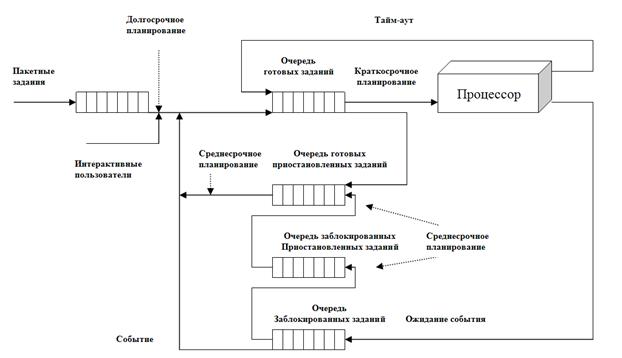 Тайм-аут
Долгосрочное
планирование
Пакетные
задания
Очередь
готовых заданий
Краткосрочное
планирование
Процессор
Интерактивные
пользователи
Среднесрочное
планирование
Очередь готовых
приостановленных заданий
Очередь заблокированных
Приостановленных заданий
Среднесрочное
планирование
Очередь
Заблокированных заданий
Ожидание события
Событие